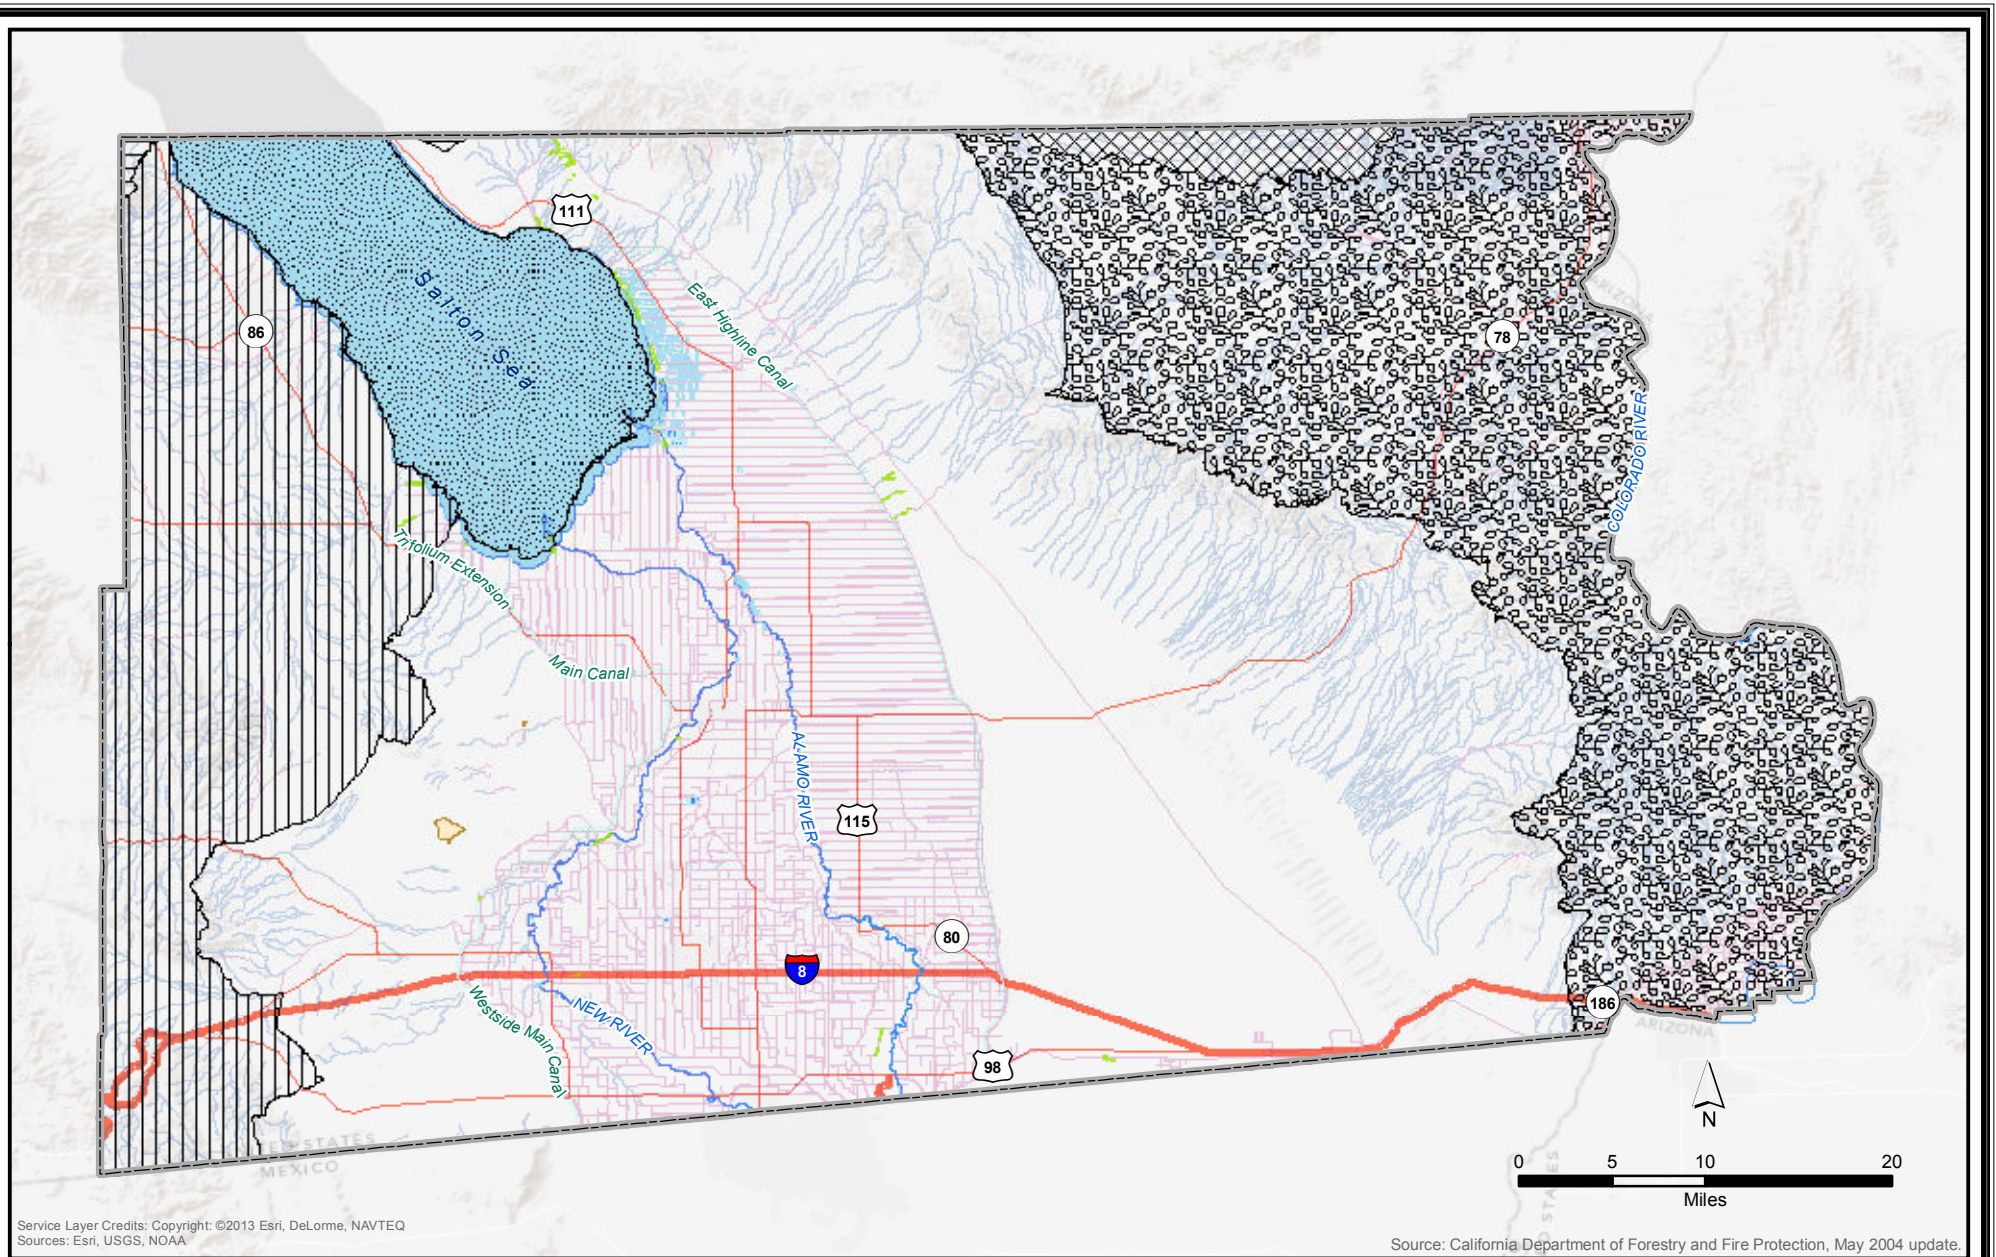 111
Salton Sea
East Highline Canal
86
78
COLORADO RIVER
Trifolium Extension
Main Canal
ALAMO RIVER
115
80
8
186
ARIZONA
Westside Main Canal
NEW RIVER
98
N
STATES
MEXICO
0 5 10 20
Miles
Service Layer Credits: Copyright: ©2013 Esri, DeLorme, NAVTEQ
Sources: Esri, USGS, NOAA
Source: California Department of Forestry and Fire Protection, May 2004 update.